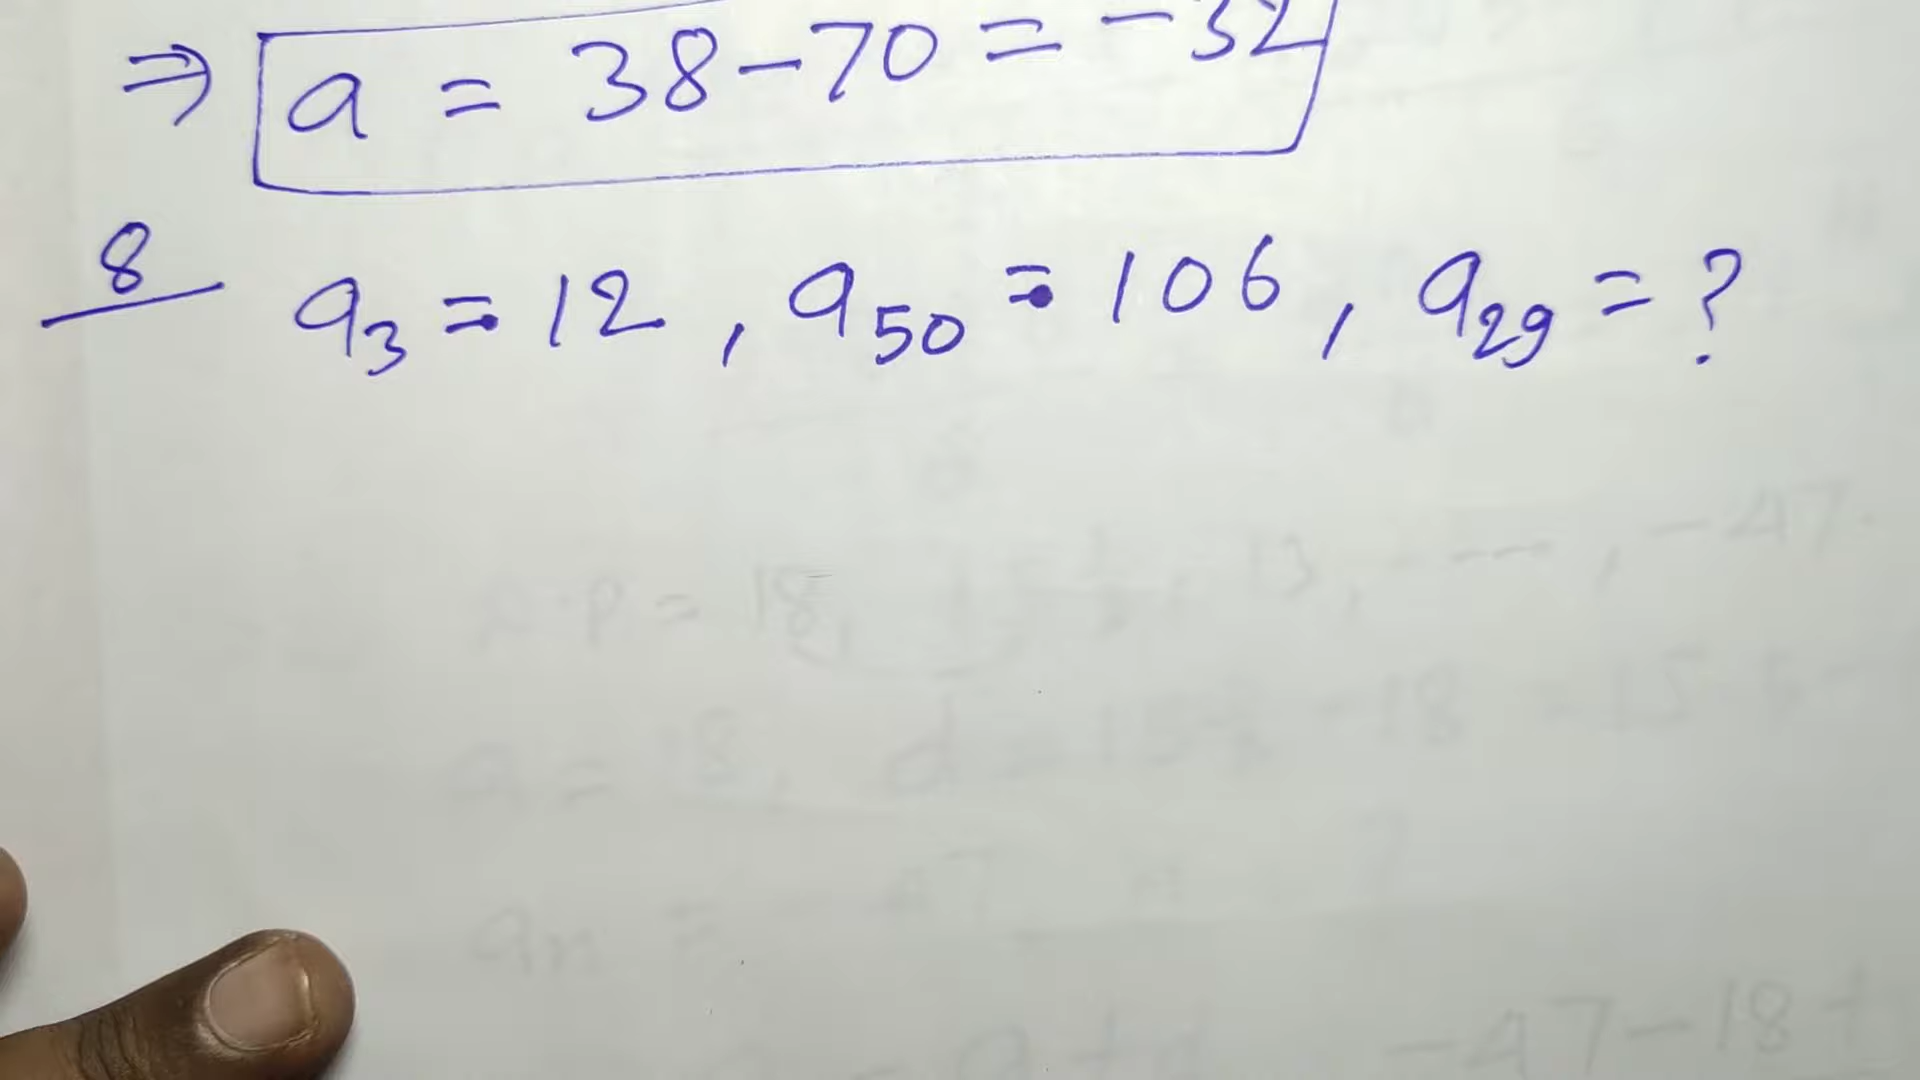 ⇒ a = 38-70 = -32
8 a₃ = 12, a₅₀ = 106, a₂₉ = ?